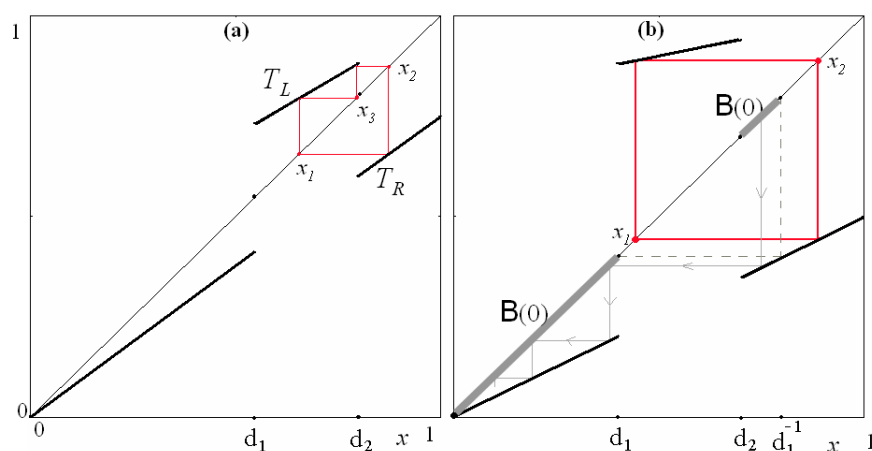 1
(a)
T_L
x_2
x_3
x_1
T_R
0
0
d_1
d_2
x
1
(b)
x_2
B(0)
x_1
B(0)
d_1
d_2
d_1^{-1}
x
1